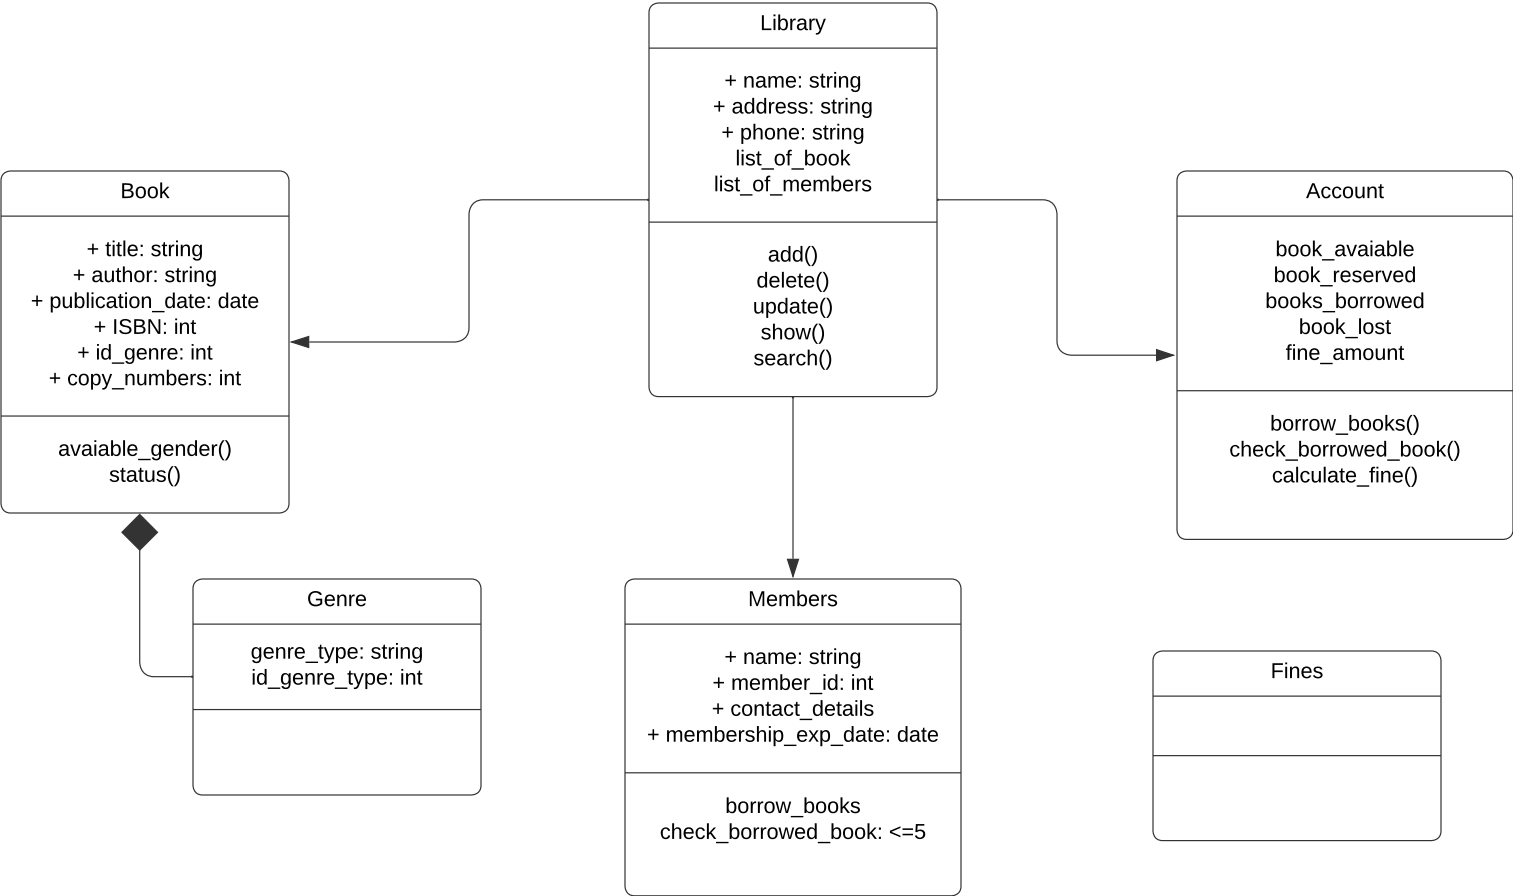 Library
+ name: string
+ address: string
+ phone: string
list_of_book
list_of_members
add()
delete()
update()
show()
search()
Book
+ title: string
+ author: string
+ publication_date: date
+ ISBN: int
+ id_genre: int
+ copy_numbers: int
avaiable_gender()
status()
Account
book_avaiable
book_reserved
books_borrowed
book_lost
fine_amount
borrow_books()
check_borrowed_book()
calculate_fine()
Genre
genre_type: string
id_genre_type: int
Members
+ name: string
+ member_id: int
+ contact_details
+ membership_exp_date: date
borrow_books
check_borrowed_book: <=5
Fines